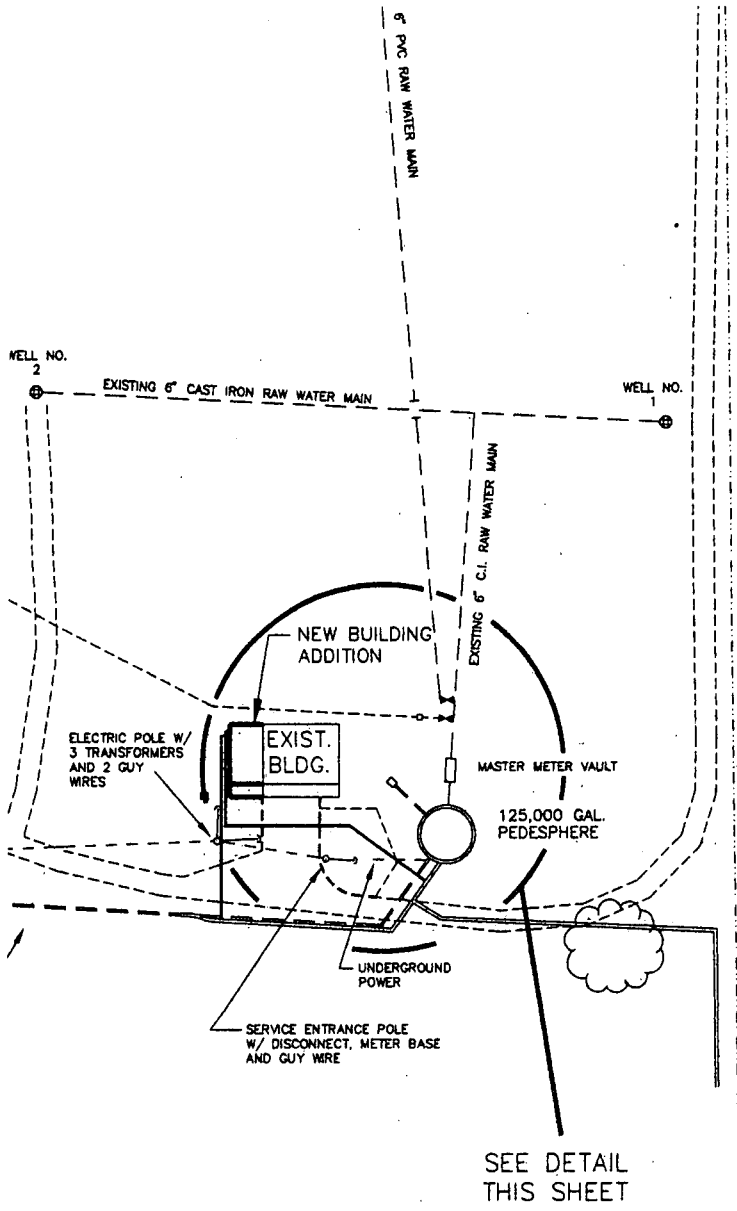 6" PVC RAW WATER MAIN
WELL NO.
2
EXISTING 6" CAST IRON RAW WATER MAIN
WELL NO.
1
EXISTING 6" C.I. RAW WATER MAIN
NEW BUILDING
ADDITION
ELECTRIC POLE W/
3 TRANSFORMERS
AND 2 GUY
WIRES
EXIST.
BLDG.
MASTER METER VAULT
125,000 GAL.
PEDESPHERE
UNDERGROUND
POWER
SERVICE ENTRANCE POLE
W/ DISCONNECT, METER BASE
AND GUY WIRE
SEE DETAIL
THIS SHEET